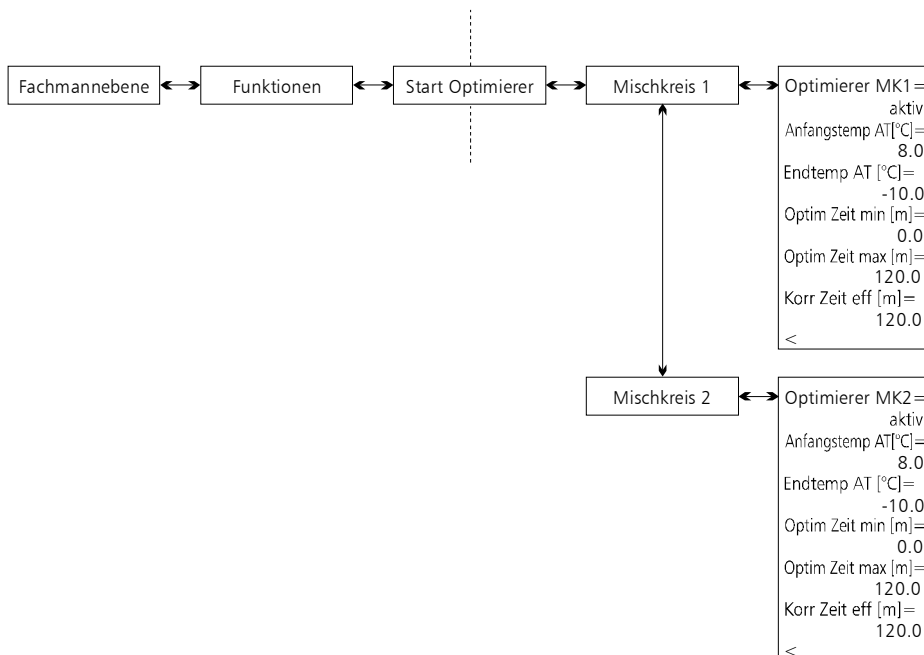 Fachmannebene
Funktionen
Start Optimierer
Mischkreis 1
Optimierer MK1=
aktiv
Anfangstemp AT[°C]=
8.0
Endtemp AT [°C]=
-10.0
Optim Zeit min [m]=
0.0
Optim Zeit max [m]=
120.0
Korr Zeit eff [m]=
120.0
<
Mischkreis 2
Optimierer MK2=
aktiv
Anfangstemp AT[°C]=
8.0
Endtemp AT [°C]=
-10.0
Optim Zeit min [m]=
0.0
Optim Zeit max [m]=
120.0
Korr Zeit eff [m]=
120.0
<